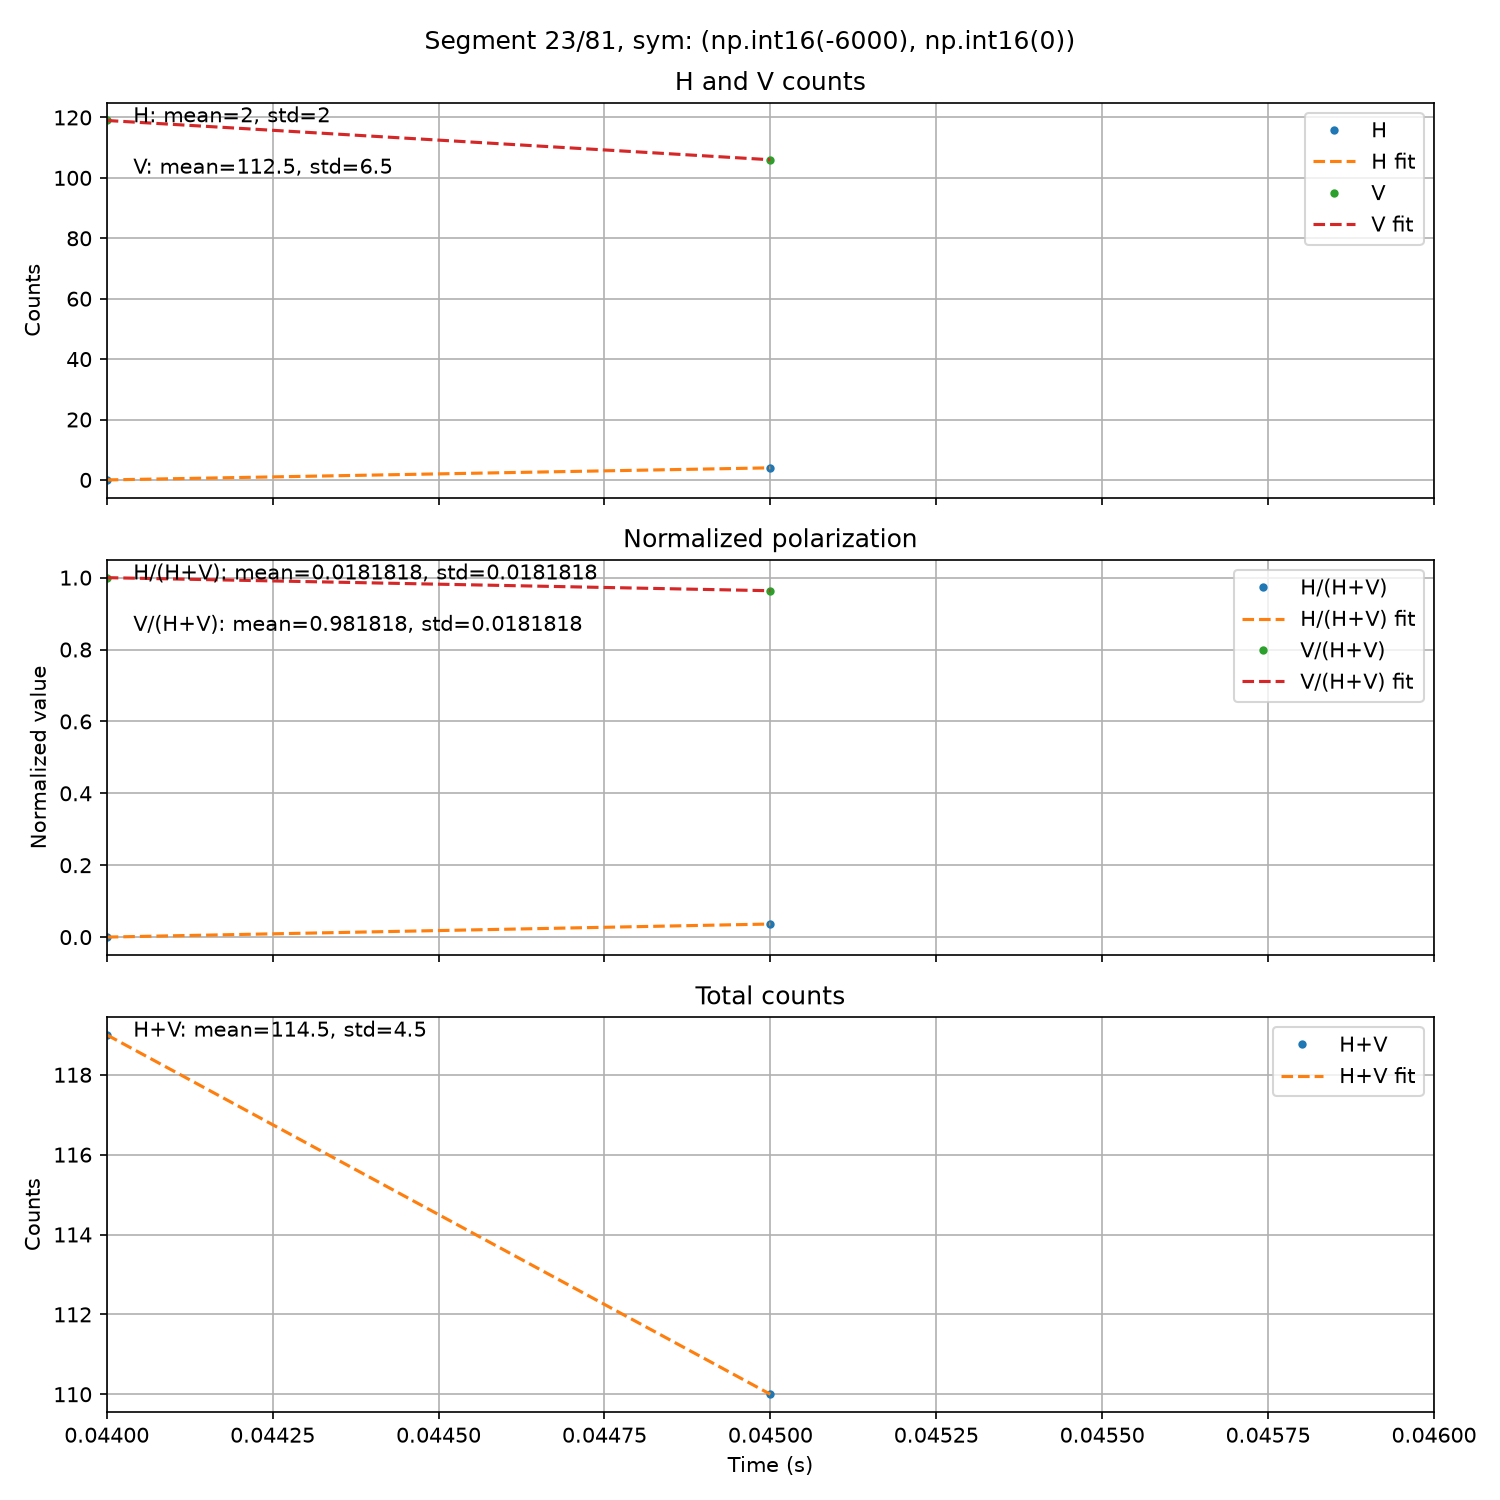 Segment 23/81, sym: (np.int16(-6000), np.int16(0))
H and V counts
H: mean=2, std=2
V: mean=112.5, std=6.5
H
H fit
V
V fit
120
100
80
60
40
20
0
Counts
Normalized polarization
H/(H+V): mean=0.0181818, std=0.0181818
V/(H+V): mean=0.981818, std=0.0181818
H/(H+V)
H/(H+V) fit
V/(H+V)
V/(H+V) fit
1.0
0.8
0.6
0.4
0.2
0.0
Normalized value
Total counts
H+V: mean=114.5, std=4.5
H+V
H+V fit
118
116
114
112
110
Counts
0.04400 0.04425 0.04450 0.04475 0.04500 0.04525 0.04550 0.04575 0.04600
Time (s)